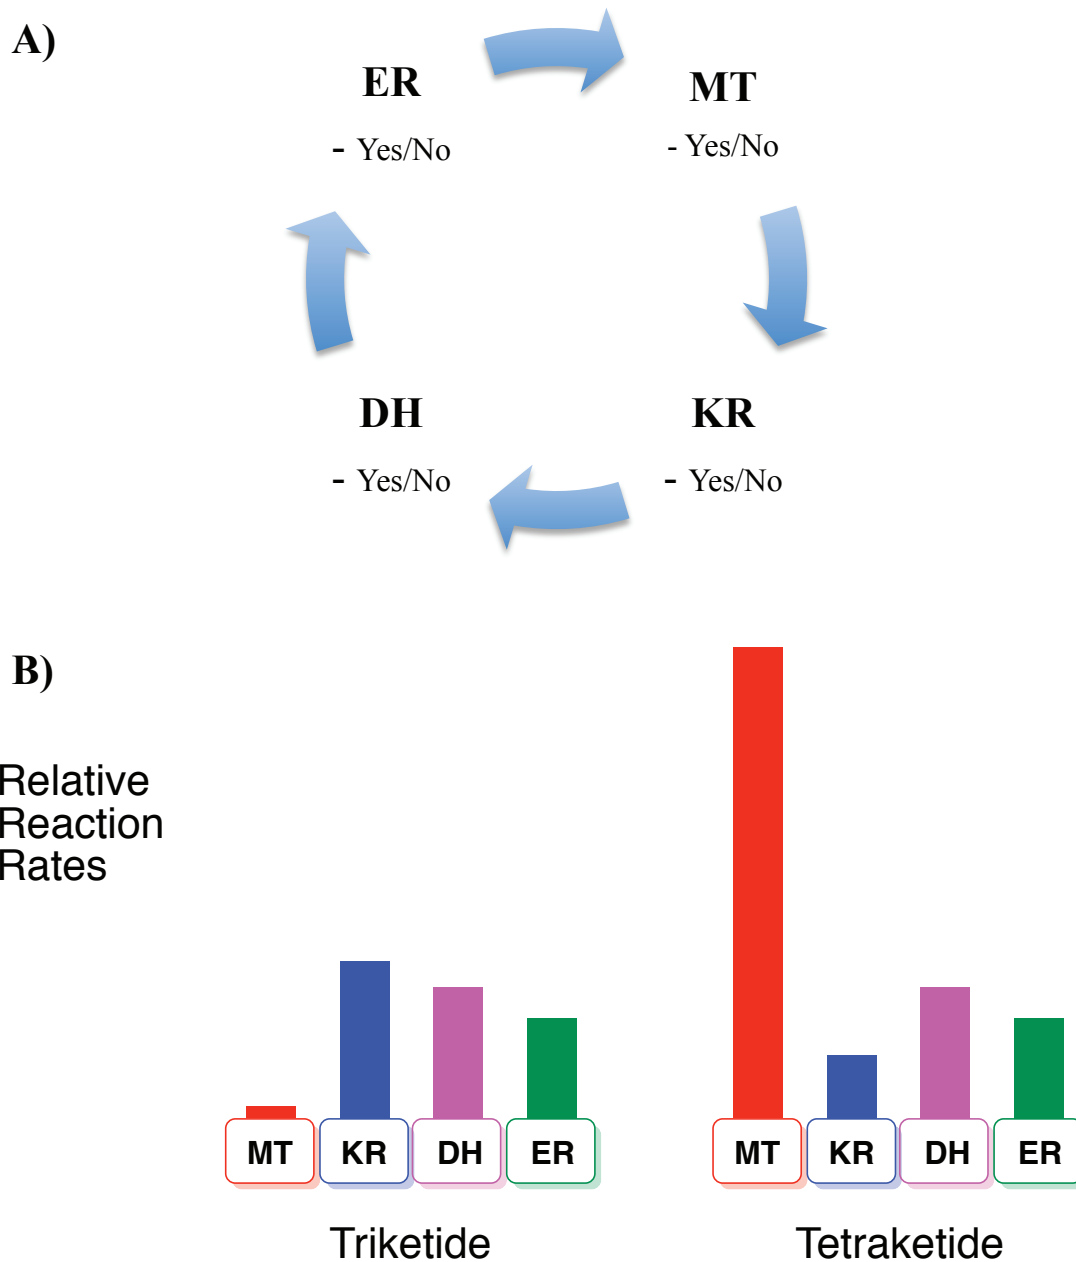 A)
ER
MT
- Yes/No
- Yes/No
DH
KR
- Yes/No
- Yes/No
B)
Relative
Reaction
Rates
MT KR DH ER
MT KR DH ER
Triketide
Tetraketide